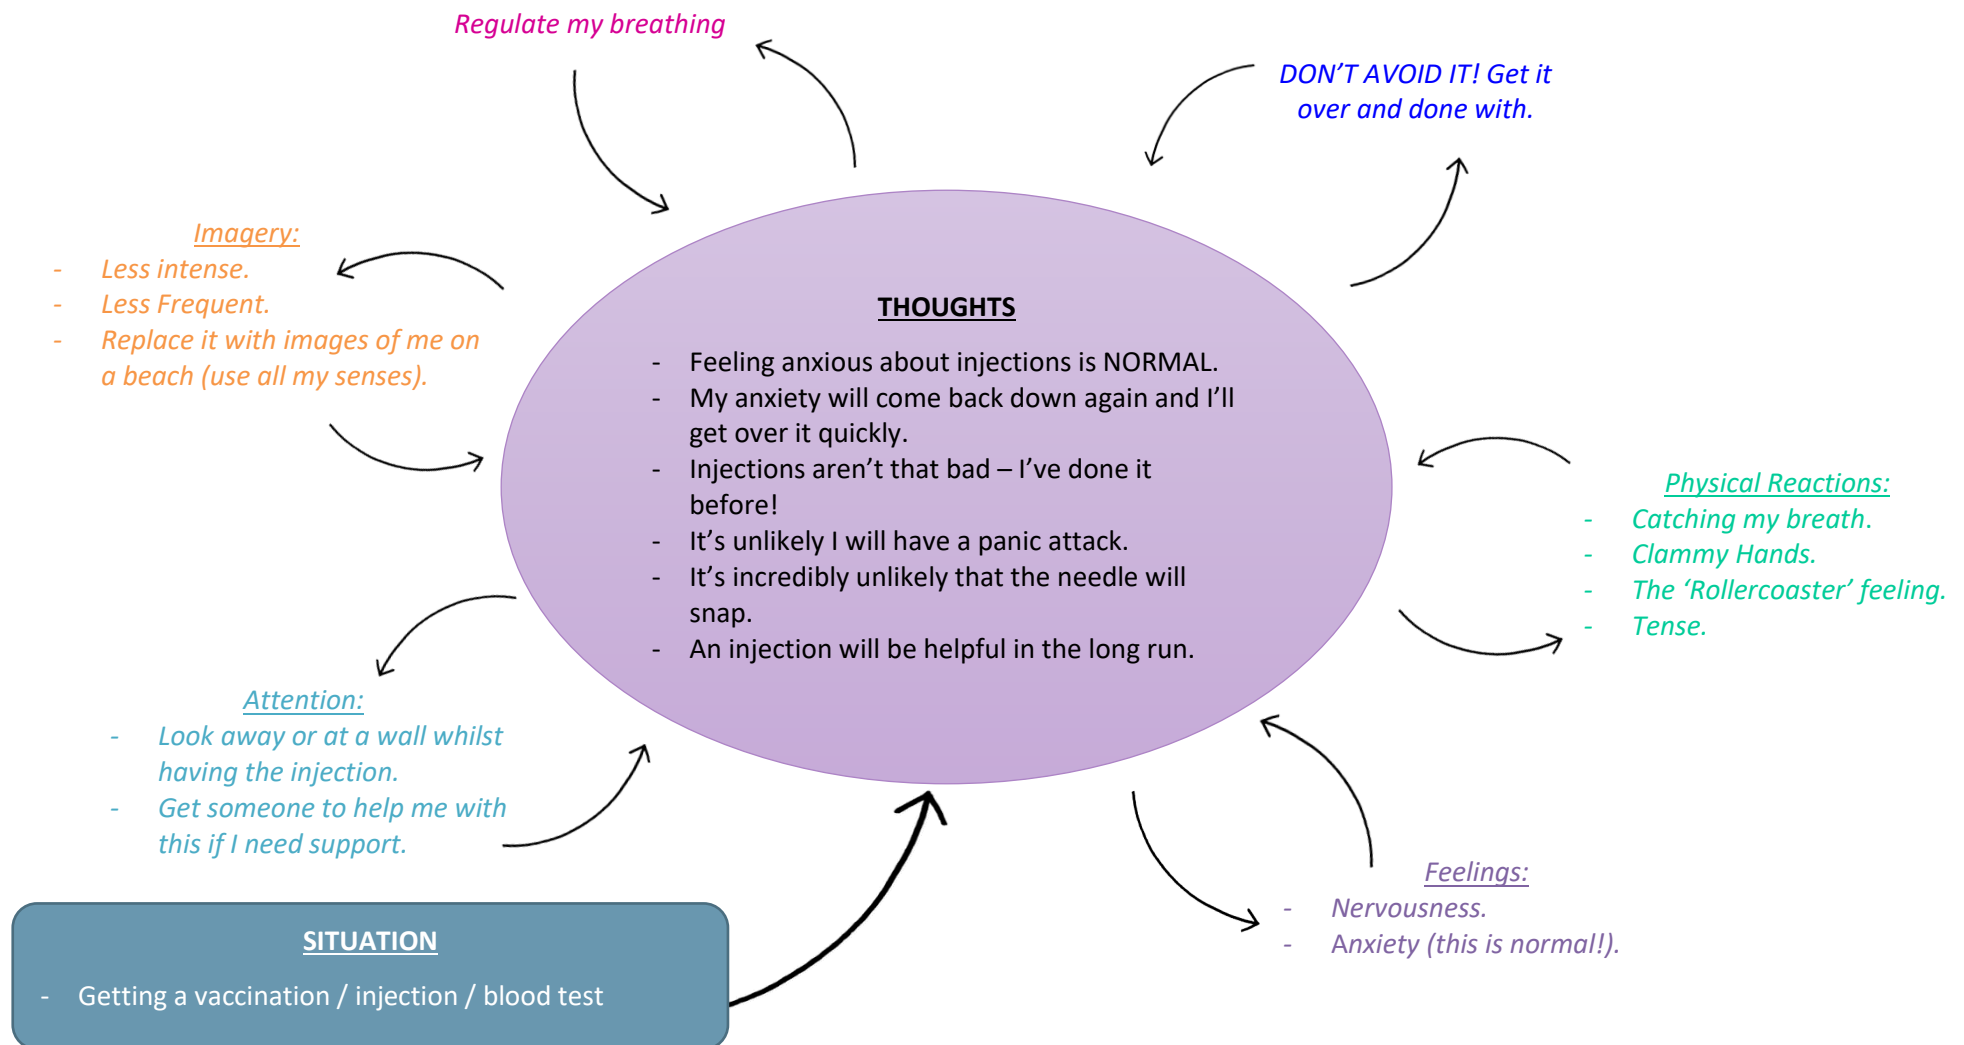 Regulate my breathing
DON’T AVOID IT! Get it
over and done with.
Imagery:
- Less intense.
- Less Frequent.
- Replace it with images of me on
a beach (use all my senses).
THOUGHTS
- Feeling anxious about injections is NORMAL.
- My anxiety will come back down again and I’ll
get over it quickly.
- Injections aren’t that bad – I’ve done it
before!
- It’s unlikely I will have a panic attack.
- It’s incredibly unlikely that the needle will
snap.
- An injection will be helpful in the long run.
Physical Reactions:
- Catching my breath.
- Clammy Hands.
- The ‘Rollercoaster’ feeling.
- Tense.
Attention:
- Look away or at a wall whilst
having the injection.
- Get someone to help me with
this if I need support.
Feelings:
- Nervousness.
- Anxiety (this is normal!).
SITUATION
- Getting a vaccination / injection / blood test